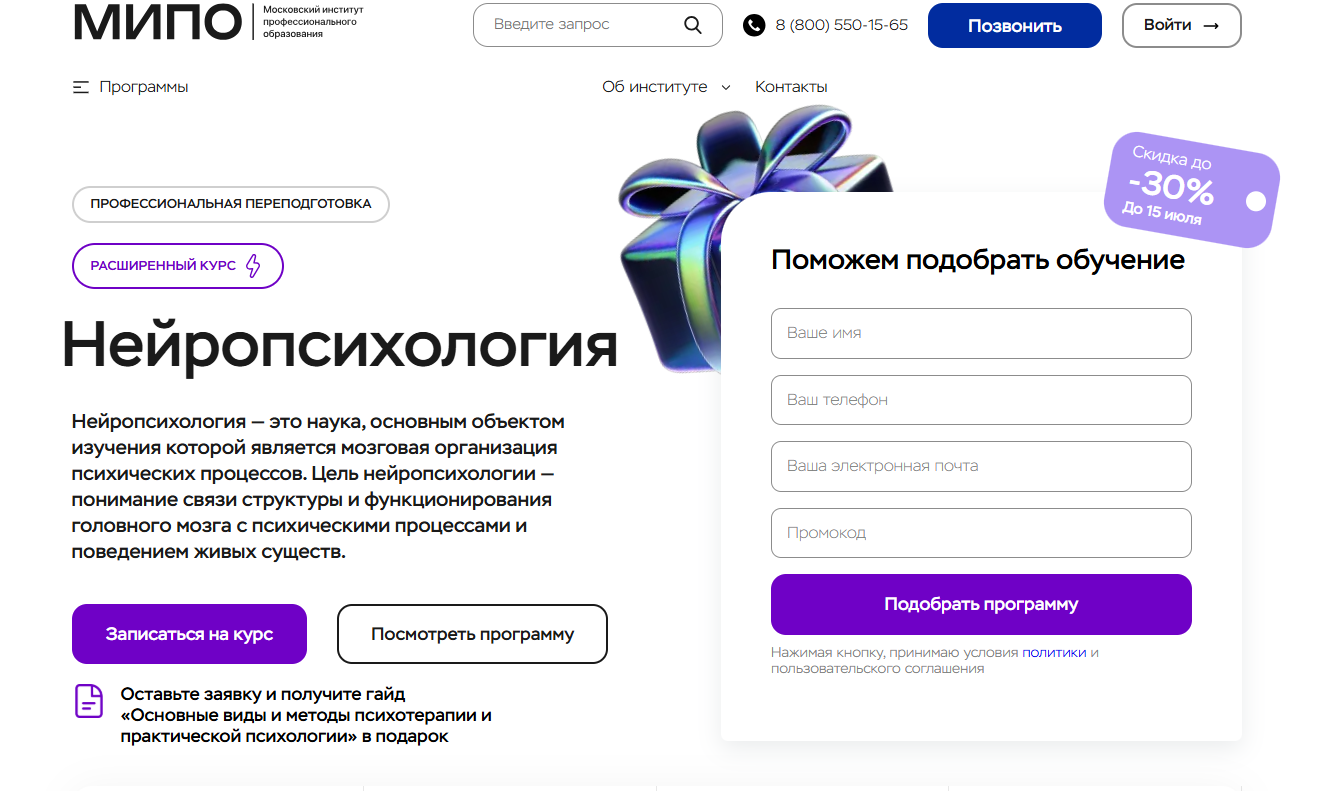 МИПО
Московский институт
профессионального
образования
Введите запрос
8 (800) 550-15-65
Позвонить
Войти →
Программы
Об институте
Контакты
Скидка до
-30%
До 15 июля
ПРОФЕССИОНАЛЬНАЯ ПЕРЕПОДГОТОВКА
РАСШИРЕННЫЙ КУРС
Нейропсихология
Нейропсихология — это наука, основным объектом
изучения которой является мозговая организация
психических процессов. Цель нейропсихологии —
понимание связи структуры и функционирования
головного мозга с психическими процессами и
поведением живых существ.
Записаться на курс
Посмотреть программу
Оставьте заявку и получите гайд
«Основные виды и методы психотерапии и
практической психологии» в подарок
Поможем подобрать обучение
Ваше имя
Ваш телефон
Ваша электронная почта
Промокод
Подобрать программу
Нажимая кнопку, принимаю условия политики и
пользовательского соглашения